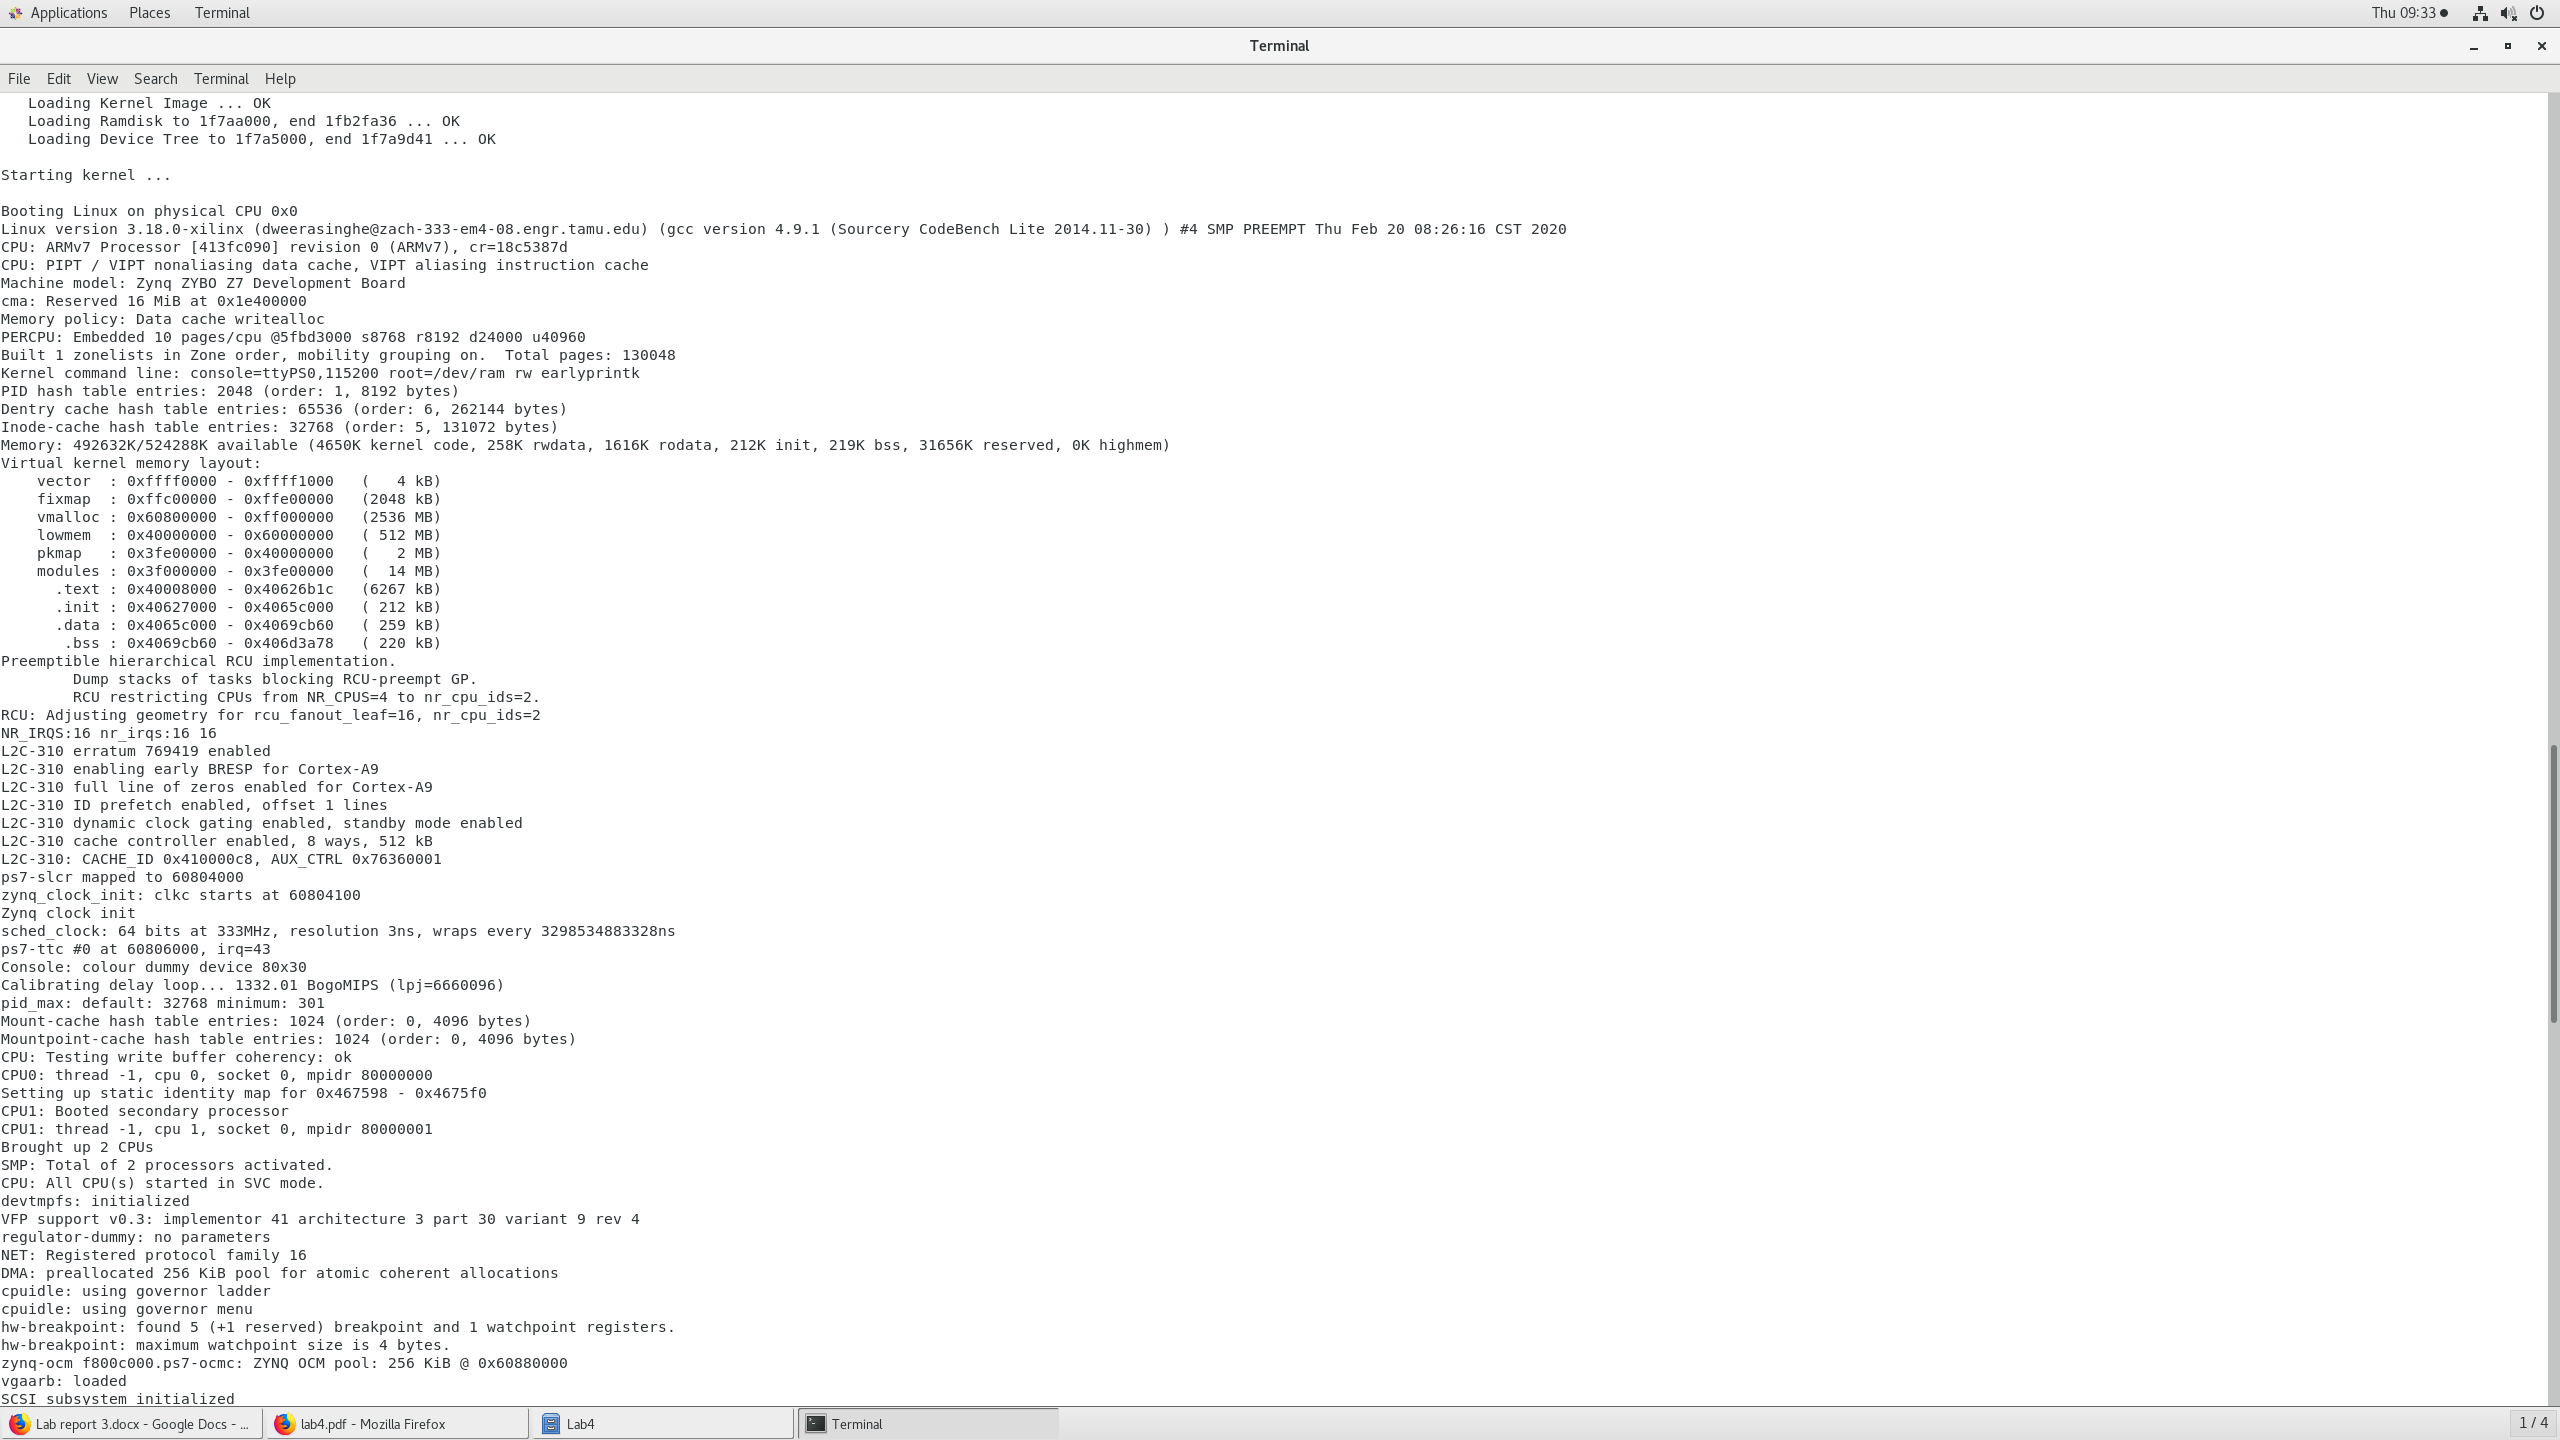 Applications Places Terminal Thu 09:33
Terminal
File Edit View Search Terminal Help
   Loading Kernel Image ... OK
   Loading Ramdisk to 1f7aa000, end 1fb2fa36 ... OK
   Loading Device Tree to 1f7a5000, end 1f7a9d41 ... OK
Starting kernel ...
Booting Linux on physical CPU 0x0
Linux version 3.18.0-xilinx (dweerasinghe@zach-333-em4-08.engr.tamu.edu) (gcc version 4.9.1 (Sourcery CodeBench Lite 2014.11-30) ) #4 SMP PREEMPT Thu Feb 20 08:26:16 CST 2020
CPU: ARMv7 Processor [413fc090] revision 0 (ARMv7), cr=18c5387d
CPU: PIPT / VIPT nonaliasing data cache, VIPT aliasing instruction cache
Machine model: Zynq ZYBO Z7 Development Board
cma: Reserved 16 MiB at 0x1e400000
Memory policy: Data cache writealloc
PERCPU: Embedded 10 pages/cpu @5fbd3000 s8768 r8192 d24000 u40960
Built 1 zonelists in Zone order, mobility grouping on.  Total pages: 130048
Kernel command line: console=ttyPS0,115200 root=/dev/ram rw earlyprintk
PID hash table entries: 2048 (order: 1, 8192 bytes)
Dentry cache hash table entries: 65536 (order: 6, 262144 bytes)
Inode-cache hash table entries: 32768 (order: 5, 131072 bytes)
Memory: 492632K/524288K available (4650K kernel code, 258K rwdata, 1616K rodata, 212K init, 219K bss, 31656K reserved, 0K highmem)
Virtual kernel memory layout:
    vector  : 0xffff0000 - 0xffff1000   (   4 kB)
    fixmap  : 0xffc00000 - 0xffe00000   (2048 kB)
    vmalloc : 0x60800000 - 0xff000000   (2536 MB)
    lowmem  : 0x40000000 - 0x60000000   ( 512 MB)
    pkmap   : 0x3fe00000 - 0x40000000   (   2 MB)
    modules : 0x3f000000 - 0x3fe00000   (  14 MB)
      .text : 0x40008000 - 0x40626b1c   (6267 kB)
      .init : 0x40627000 - 0x4065c000   ( 212 kB)
      .data : 0x4065c000 - 0x4069cb60   ( 259 kB)
       .bss : 0x4069cb60 - 0x406d3a78   ( 220 kB)
Preemptible hierarchical RCU implementation.
        Dump stacks of tasks blocking RCU-preempt GP.
        RCU restricting CPUs from NR_CPUS=4 to nr_cpu_ids=2.
RCU: Adjusting geometry for rcu_fanout_leaf=16, nr_cpu_ids=2
NR_IRQS:16 nr_irqs:16 16
L2C-310 erratum 769419 enabled
L2C-310 enabling early BRESP for Cortex-A9
L2C-310 full line of zeros enabled for Cortex-A9
L2C-310 ID prefetch enabled, offset 1 lines
L2C-310 dynamic clock gating enabled, standby mode enabled
L2C-310 cache controller enabled, 8 ways, 512 kB
L2C-310: CACHE_ID 0x410000c8, AUX_CTRL 0x76360001
ps7-slcr mapped to 60804000
zynq_clock_init: clkc starts at 60804100
Zynq clock init
sched_clock: 64 bits at 333MHz, resolution 3ns, wraps every 3298534883328ns
ps7-ttc #0 at 60806000, irq=43
Console: colour dummy device 80x30
Calibrating delay loop... 1332.01 BogoMIPS (lpj=6660096)
pid_max: default: 32768 minimum: 301
Mount-cache hash table entries: 1024 (order: 0, 4096 bytes)
Mountpoint-cache hash table entries: 1024 (order: 0, 4096 bytes)
CPU: Testing write buffer coherency: ok
CPU0: thread -1, cpu 0, socket 0, mpidr 80000000
Setting up static identity map for 0x467598 - 0x4675f0
CPU1: Booted secondary processor
CPU1: thread -1, cpu 1, socket 0, mpidr 80000001
Brought up 2 CPUs
SMP: Total of 2 processors activated.
CPU: All CPU(s) started in SVC mode.
devtmpfs: initialized
VFP support v0.3: implementor 41 architecture 3 part 30 variant 9 rev 4
regulator-dummy: no parameters
NET: Registered protocol family 16
DMA: preallocated 256 KiB pool for atomic coherent allocations
cpuidle: using governor ladder
cpuidle: using governor menu
hw-breakpoint: found 5 (+1 reserved) breakpoint and 1 watchpoint registers.
hw-breakpoint: maximum watchpoint size is 4 bytes.
zynq-ocm f800c000.ps7-ocmc: ZYNQ OCM pool: 256 KiB @ 0x60880000
vgaarb: loaded
SCSI subsystem initialized
Lab report 3.docx - Google Docs - ... lab4.pdf - Mozilla Firefox Lab4 Terminal 1 / 4